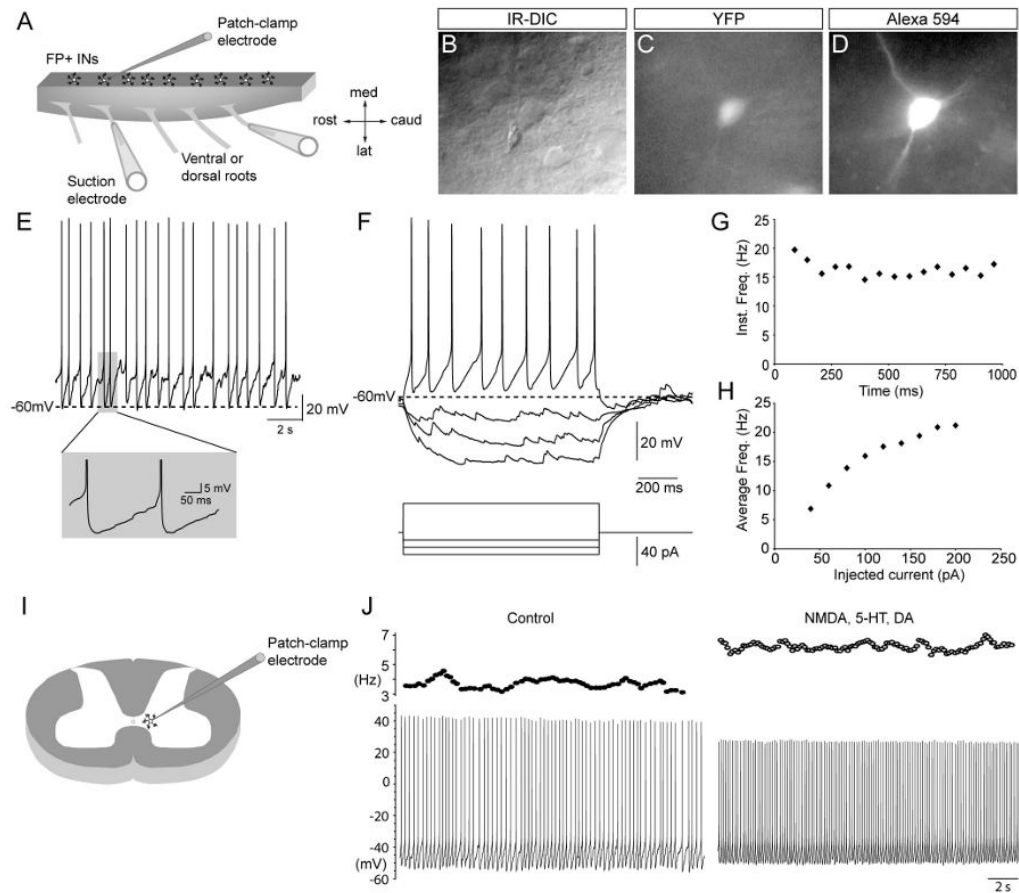 A
Patch-clamp
electrode
FP+ INs
med
rost
caud
lat
Ventral or
dorsal roots
Suction
electrode
IR-DIC
B
YFP
C
Alexa 594
D
E
-60mV
20 mV
2 s
5 mV
50 ms
F
-60mV
20 mV
200 ms
40 pA
G
Inst. Freq. (Hz)
25
20
15
10
5
0
0
250
500
750
1000
Time (ms)
H
Average Freq. (Hz)
25
20
15
10
5
0
0
50
100
150
200
250
Injected current (pA)
I
Patch-clamp
electrode
J
Control
NMDA, 5-HT, DA
7
5
(Hz)
3
40
20
0
-20
-40
(mV)
-60
2 s